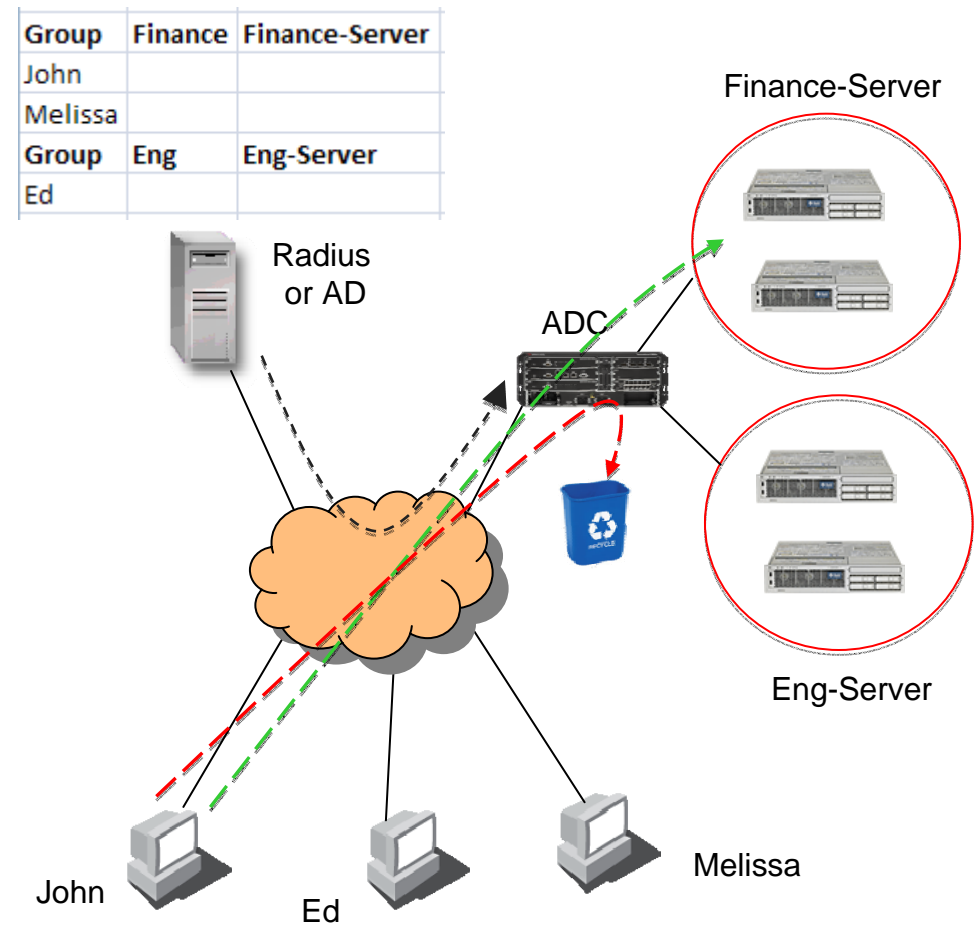 Group Finance Finance-Server
John
Melissa
Group Eng Eng-Server
Ed
Finance-Server
Radius
or AD
ADC
RECYCLE
Eng-Server
Melissa
John
Ed